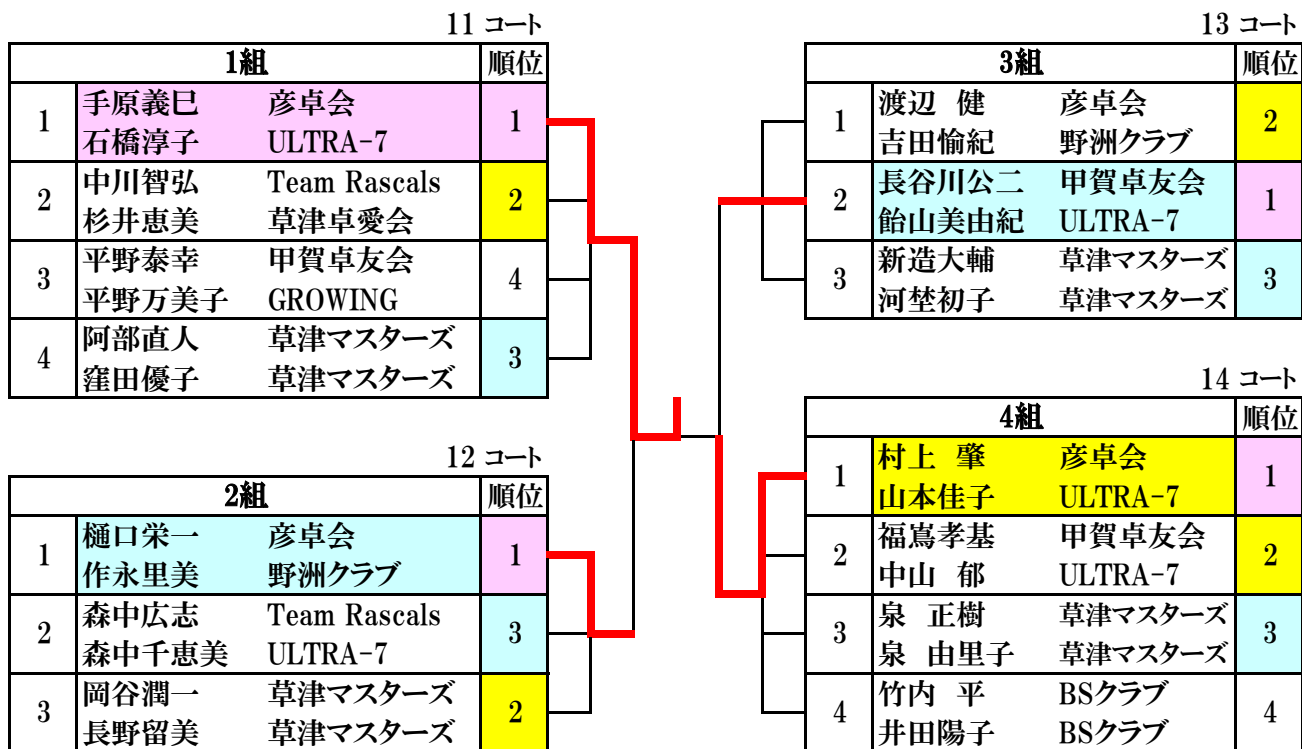 11 コート
1組 順位
1 手原義巳 彦卓会 1
石橋淳子 ULTRA-7
2 中川智弘 Team Rascals 2
杉井恵美 草津卓愛会
3 平野泰幸 甲賀卓友会 4
平野万美子 GROWING
4 阿部直人 草津マスターズ 3
窪田優子 草津マスターズ
12 コート
2組 順位
1 樋口栄一 彦卓会 1
作永里美 野洲クラブ
2 森中広志 Team Rascals 3
森中千恵美 ULTRA-7
3 岡谷潤一 草津マスターズ 2
長野留美 草津マスターズ
13 コート
3組 順位
1 渡辺 健 彦卓会 2
吉田愉紀 野洲クラブ
2 長谷川公二 甲賀卓友会 1
飴山美由紀 ULTRA-7
3 新造大輔 草津マスターズ 3
河埜初子 草津マスターズ
14 コート
4組 順位
1 村上 肇 彦卓会 1
山本佳子 ULTRA-7
2 福嶌孝基 甲賀卓友会 2
中山 郁 ULTRA-7
3 泉 正樹 草津マスターズ 3
泉 由里子 草津マスターズ
4 竹内 平 BSクラブ 4
井田陽子 BSクラブ